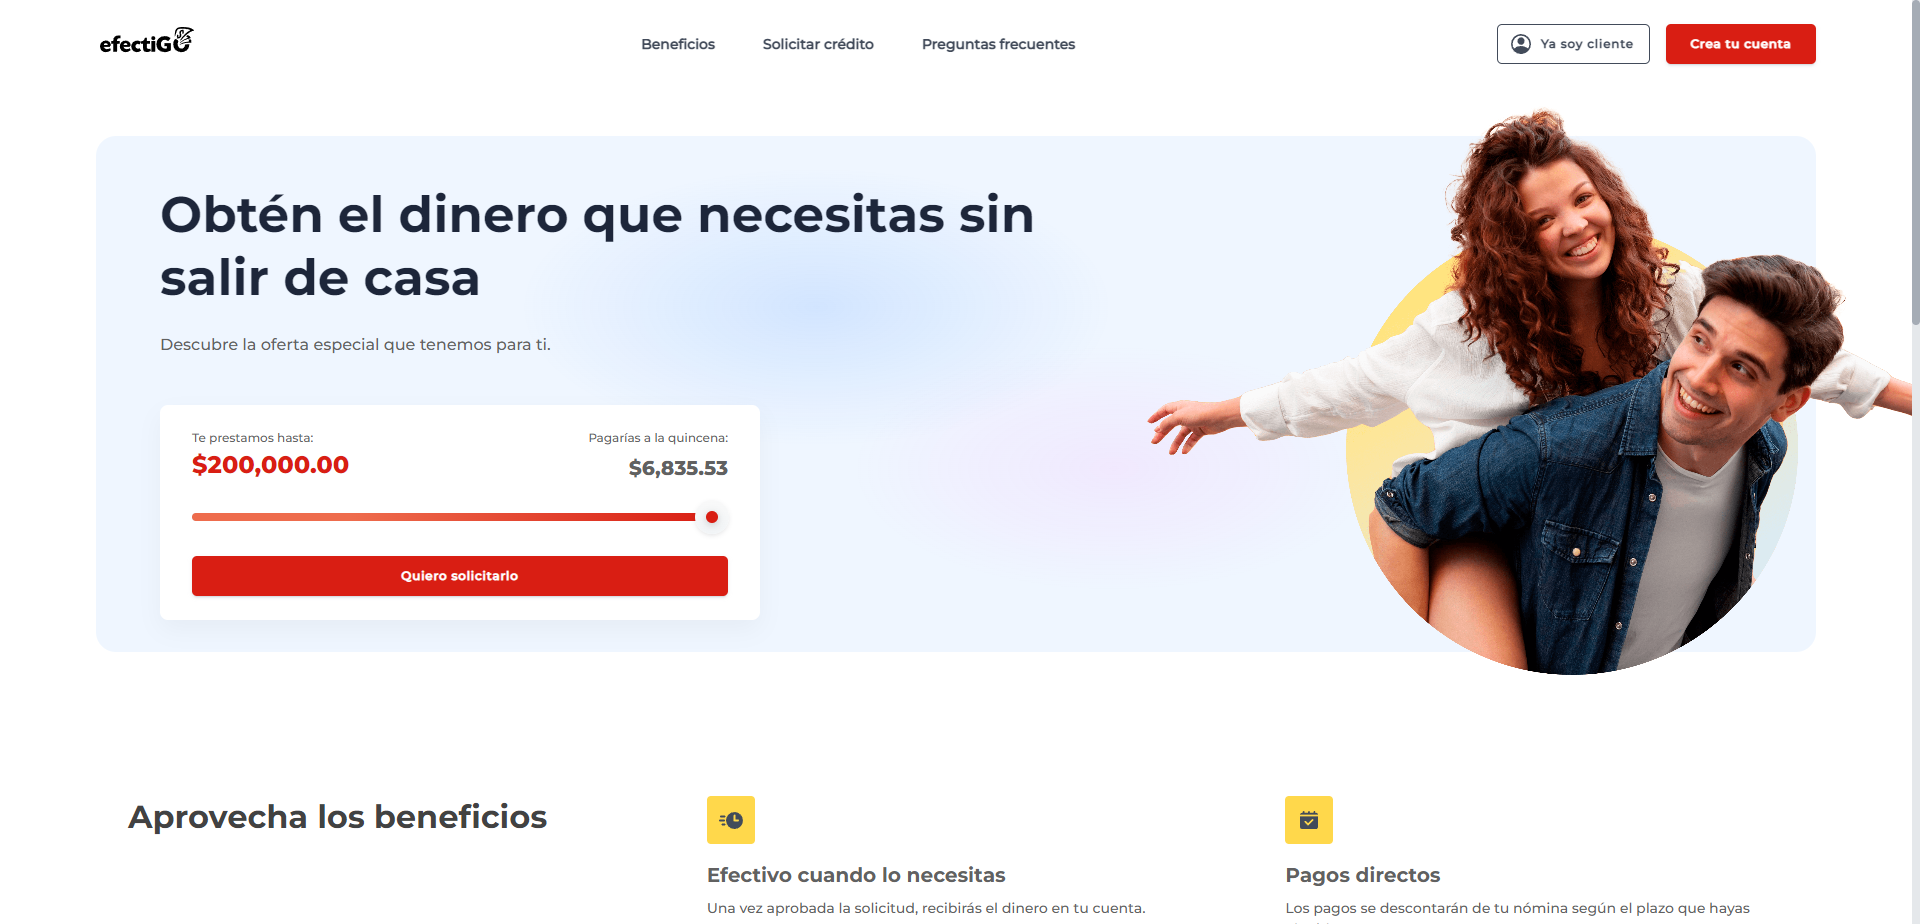 efectiGO
Beneficios
Solicitar crédito
Preguntas frecuentes
Ya soy cliente
Crea tu cuenta
Obtén el dinero que necesitas sin
salir de casa
Descubre la oferta especial que tenemos para ti.
Te prestamos hasta:
$200,000.00
Pagarías a la quincena:
$6,835.53
Quiero solicitarlo
Aprovecha los beneficios
Efectivo cuando lo necesitas
Una vez aprobada la solicitud, recibirás el dinero en tu cuenta.
Pagos directos
Los pagos se descontarán de tu nómina según el plazo que hayas